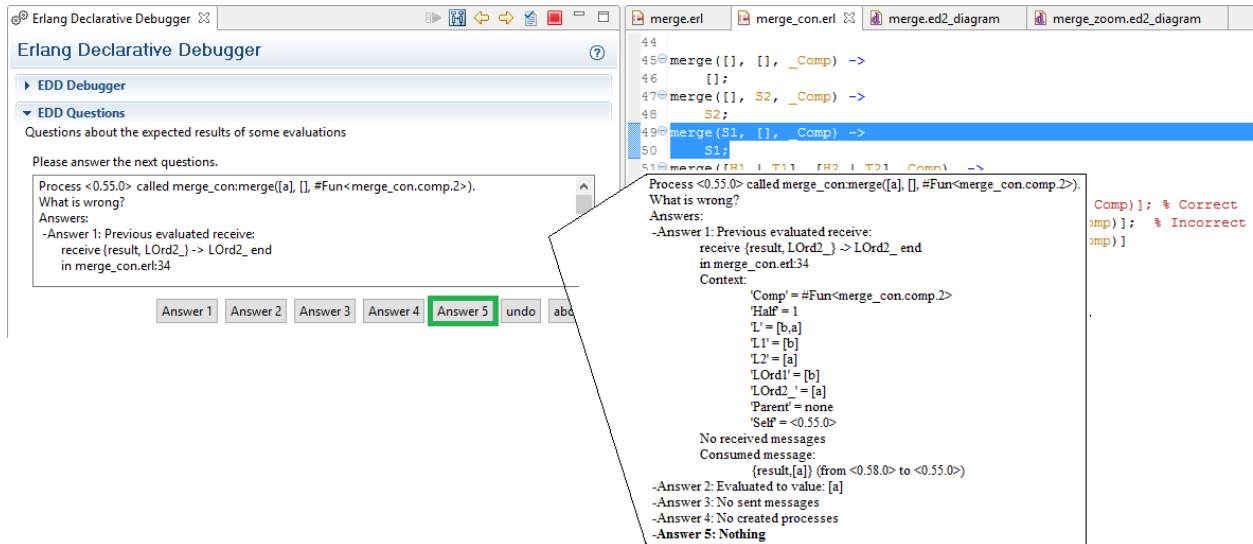 Erlang Declarative Debugger
Erlang Declarative Debugger
EDD Debugger
EDD Questions
Questions about the expected results of some evaluations
Please answer the next questions.
Process <0.55.0> called merge_con:merge([a], [], #Fun<merge_con.comp.2>).
What is wrong?
Answers:
-Answer 1: Previous evaluated receive:
receive {result, LOrd2_} -> LOrd2_ end
in merge_con.erl:34
Answer 1 Answer 2 Answer 3 Answer 4 Answer 5 undo abo
merge.erl merge_con.erl merge.ed2_diagram merge_zoom.ed2_diagram
44
45 merge([], [], _Comp) ->
46 [];
47 merge([], S2, _Comp) ->
48 S2;
49 merge(S1, [], _Comp) ->
50 S1;
51 merge([H1 | T1], [H2 | T2], Comp) ->
Comp)]; % Correct
omp)]; % Incorrect
omp)]
Process <0.55.0> called merge_con:merge([a], [], #Fun<merge_con.comp.2>).
What is wrong?
Answers:
-Answer 1: Previous evaluated receive:
receive {result, LOrd2_} -> LOrd2_ end
in merge_con.erl:34
Context:
'Comp' = #Fun<merge_con.comp.2>
'Half' = 1
'L' = [b,a]
'L1' = [b]
'L2' = [a]
'LOrd1' = [b]
'LOrd2_' = [a]
'Parent' = none
'Self' = <0.55.0>
No received messages
Consumed message:
{result,[a]} (from <0.58.0> to <0.55.0>)
-Answer 2: Evaluated to value: [a]
-Answer 3: No sent messages
-Answer 4: No created processes
-Answer 5: Nothing